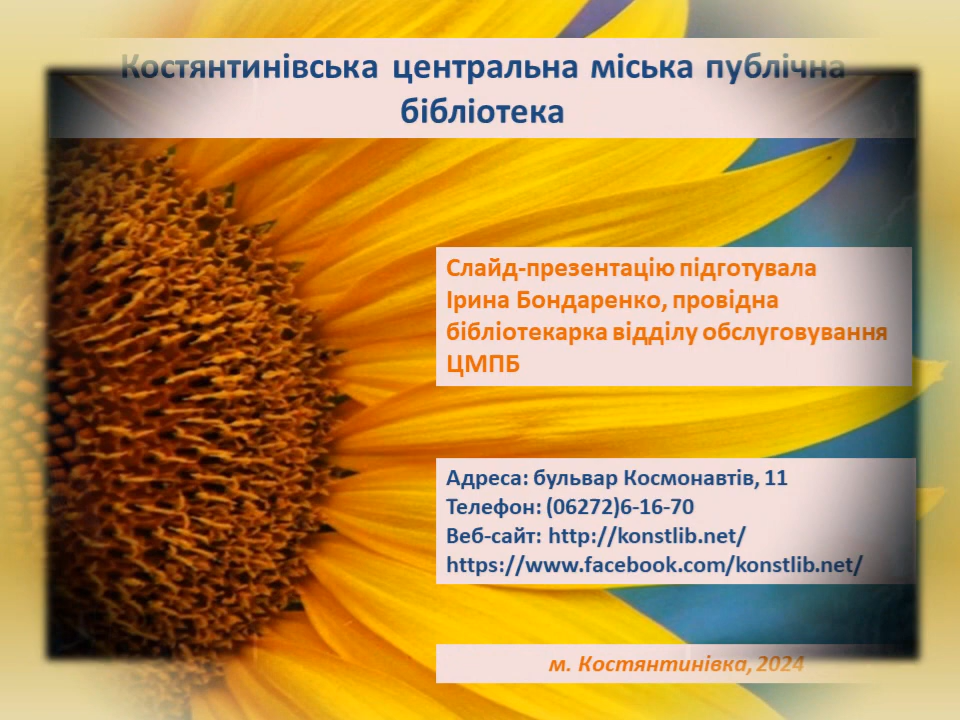 Костянтинівська центральна міська публічна
бібліотека
Слайд-презентацію підготувала
Ірина Бондаренко, провідна
бібліотекарка відділу обслуговування
ЦМПБ
Адреса: бульвар Космонавтів, 11
Телефон: (06272)6-16-70
Веб-сайт: http://konstlib.net/
https://www.facebook.com/konstlib.net/
м. Костянтинівка, 2024